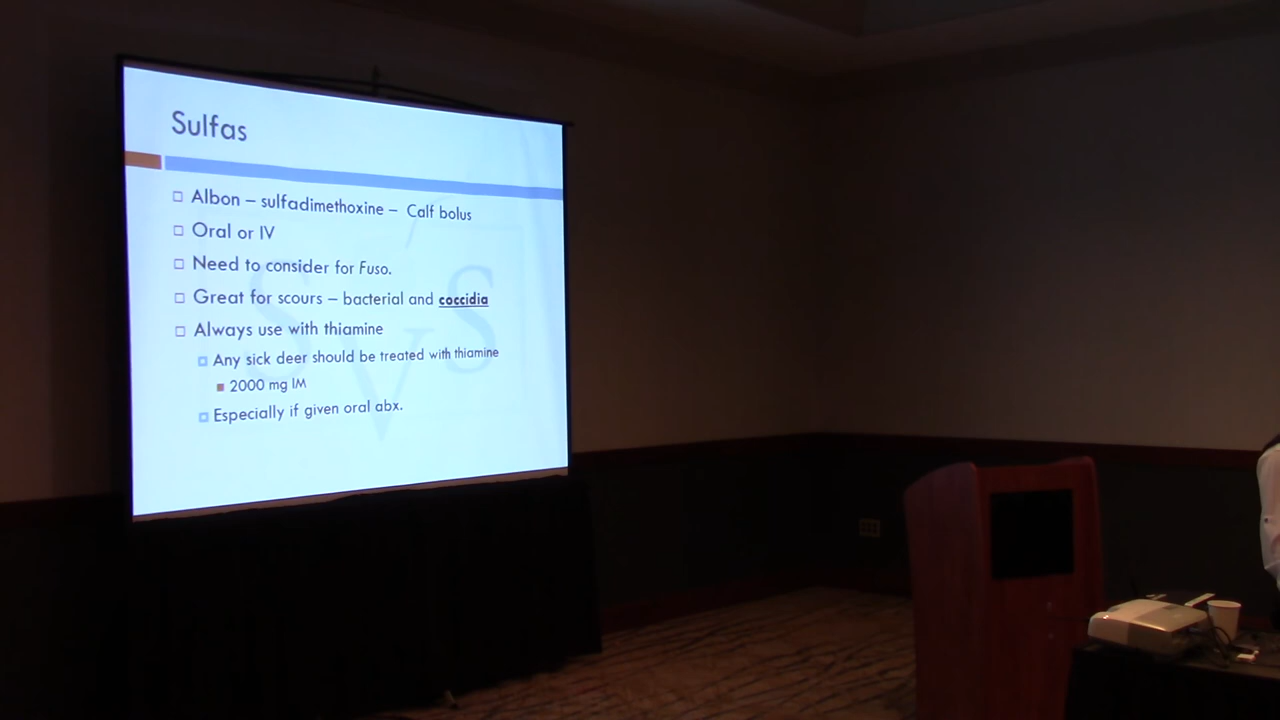 Sulfas
Albon – sulfadimethoxine – Calf bolus
Oral or IV
Need to consider for Fuso.
Great for scours – bacterial and coccidia
Always use with thiamine
Any sick deer should be treated with thiamine
2000 mg IM
Especially if given oral abx.
SVS